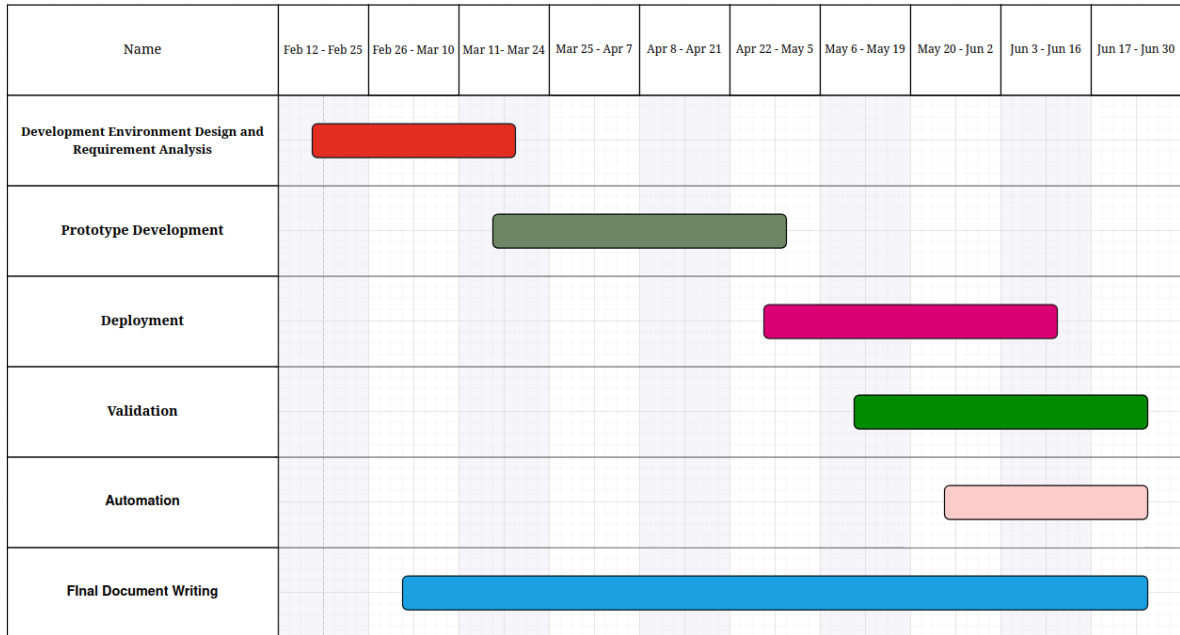 Name
Feb 12 - Feb 25
Feb 26 - Mar 10
Mar 11- Mar 24
Mar 25 - Apr 7
Apr 8 - Apr 21
Apr 22 - May 5
May 6 - May 19
May 20 - Jun 2
Jun 3 - Jun 16
Jun 17 - Jun 30
Development Environment Design and
Requirement Analysis
Prototype Development
Deployment
Validation
Automation
FInal Document Writing